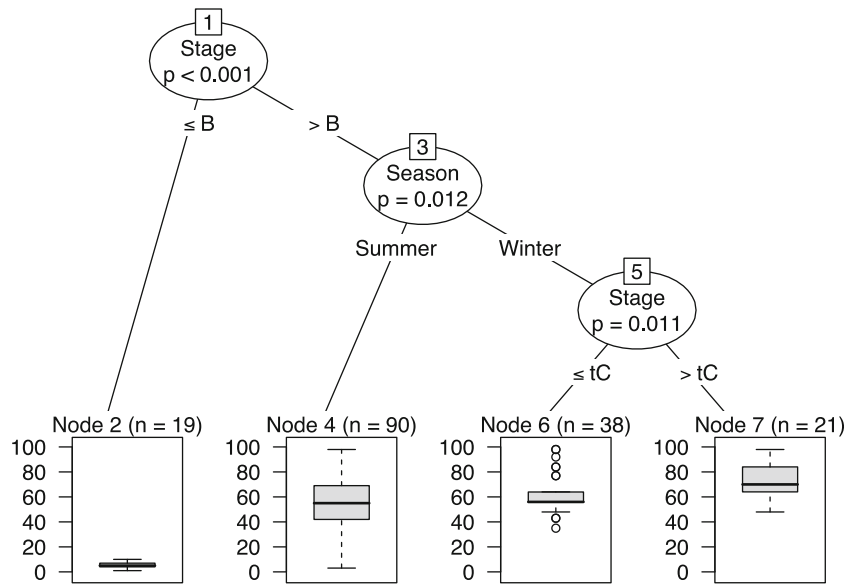 1
Stage
p < 0.001
≤ B
> B
3
Season
p = 0.012
Summer
Winter
5
Stage
p = 0.011
≤ tC
> tC
Node 2 (n = 19)
100
80
60
40
20
0
Node 4 (n = 90)
100
80
60
40
20
0
Node 6 (n = 38)
100
80
60
40
20
0
Node 7 (n = 21)
100
80
60
40
20
0